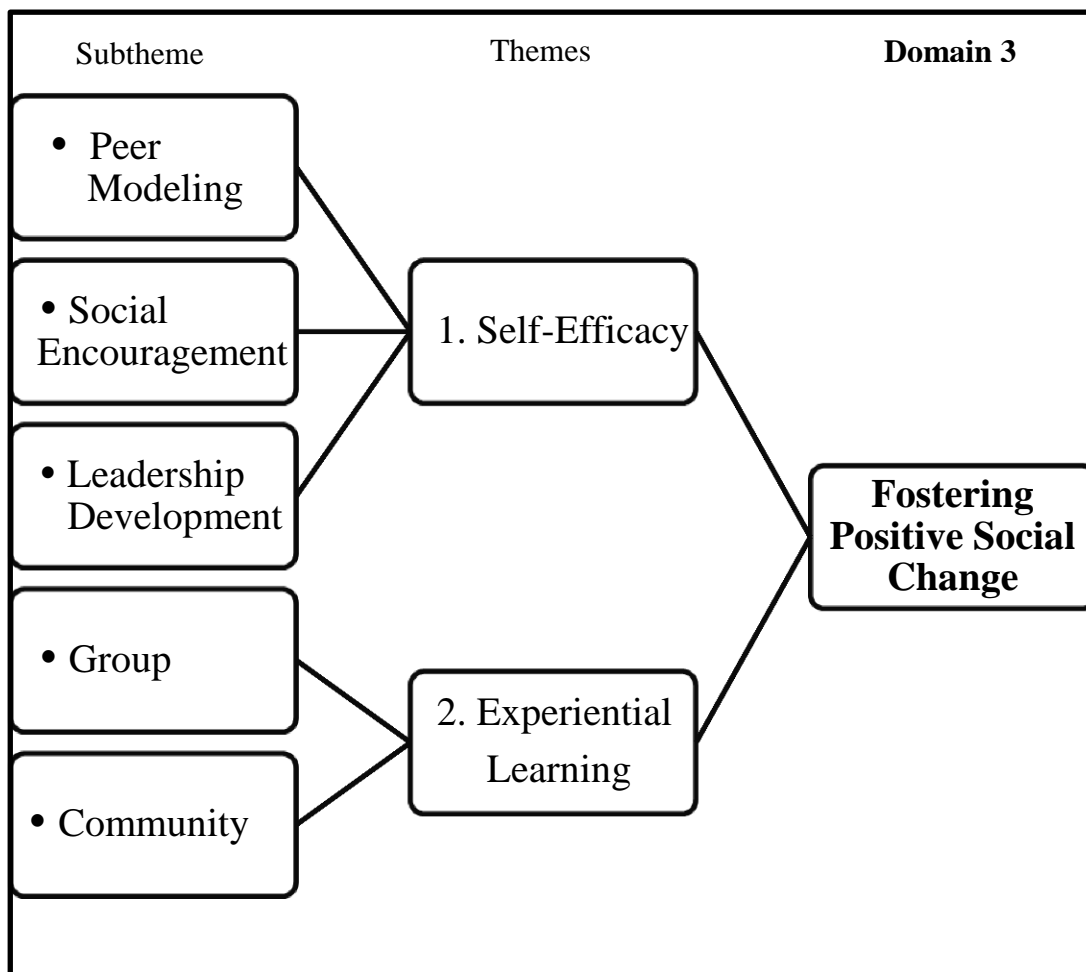 Subtheme Themes Domain 3
• Peer
Modeling
• Social
Encouragement
• Leadership
Development
• Group
• Community
1. Self-Efficacy
2. Experiential
Learning
Fostering
Positive Social
Change